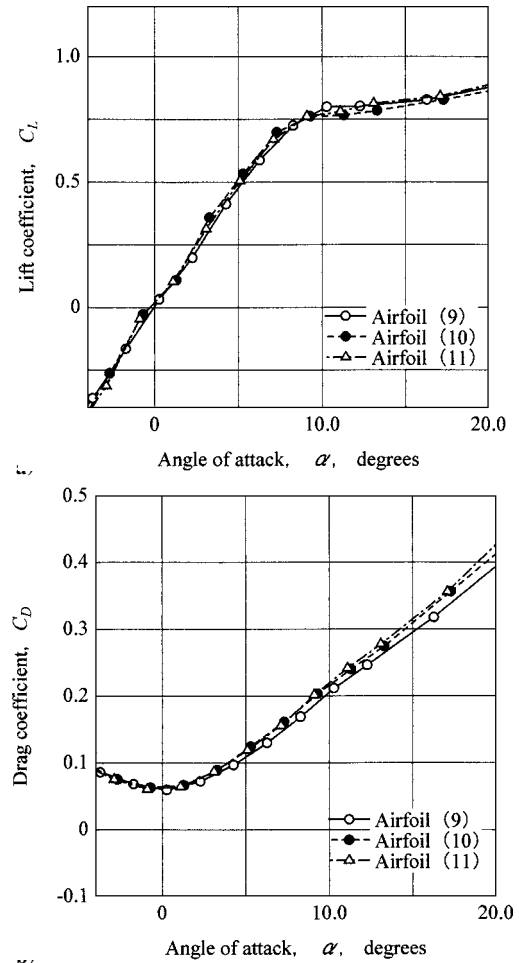 1.0
0.5
0
Lift coefficient, C_L
Airfoil (9)
Airfoil (10)
Airfoil (11)
0 10.0 20.0
Angle of attack, α, degrees
0.5
0.4
0.3
0.2
0.1
0
-0.1
Drag coefficient, C_D
Airfoil (9)
Airfoil (10)
Airfoil (11)
0 10.0 20.0
Angle of attack, α, degrees